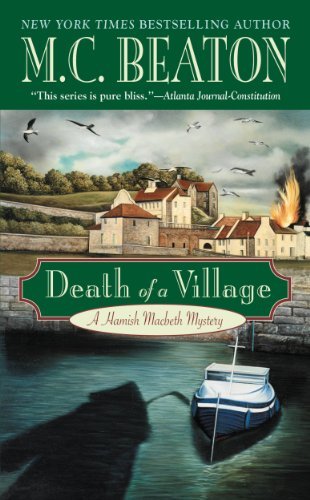 NEW YORK TIMES BESTSELLING AUTHOR
M.C. BEATON
"This series is pure bliss."—Atlanta Journal-Constitution
Death of a Village
A Hamish Macbeth Mystery